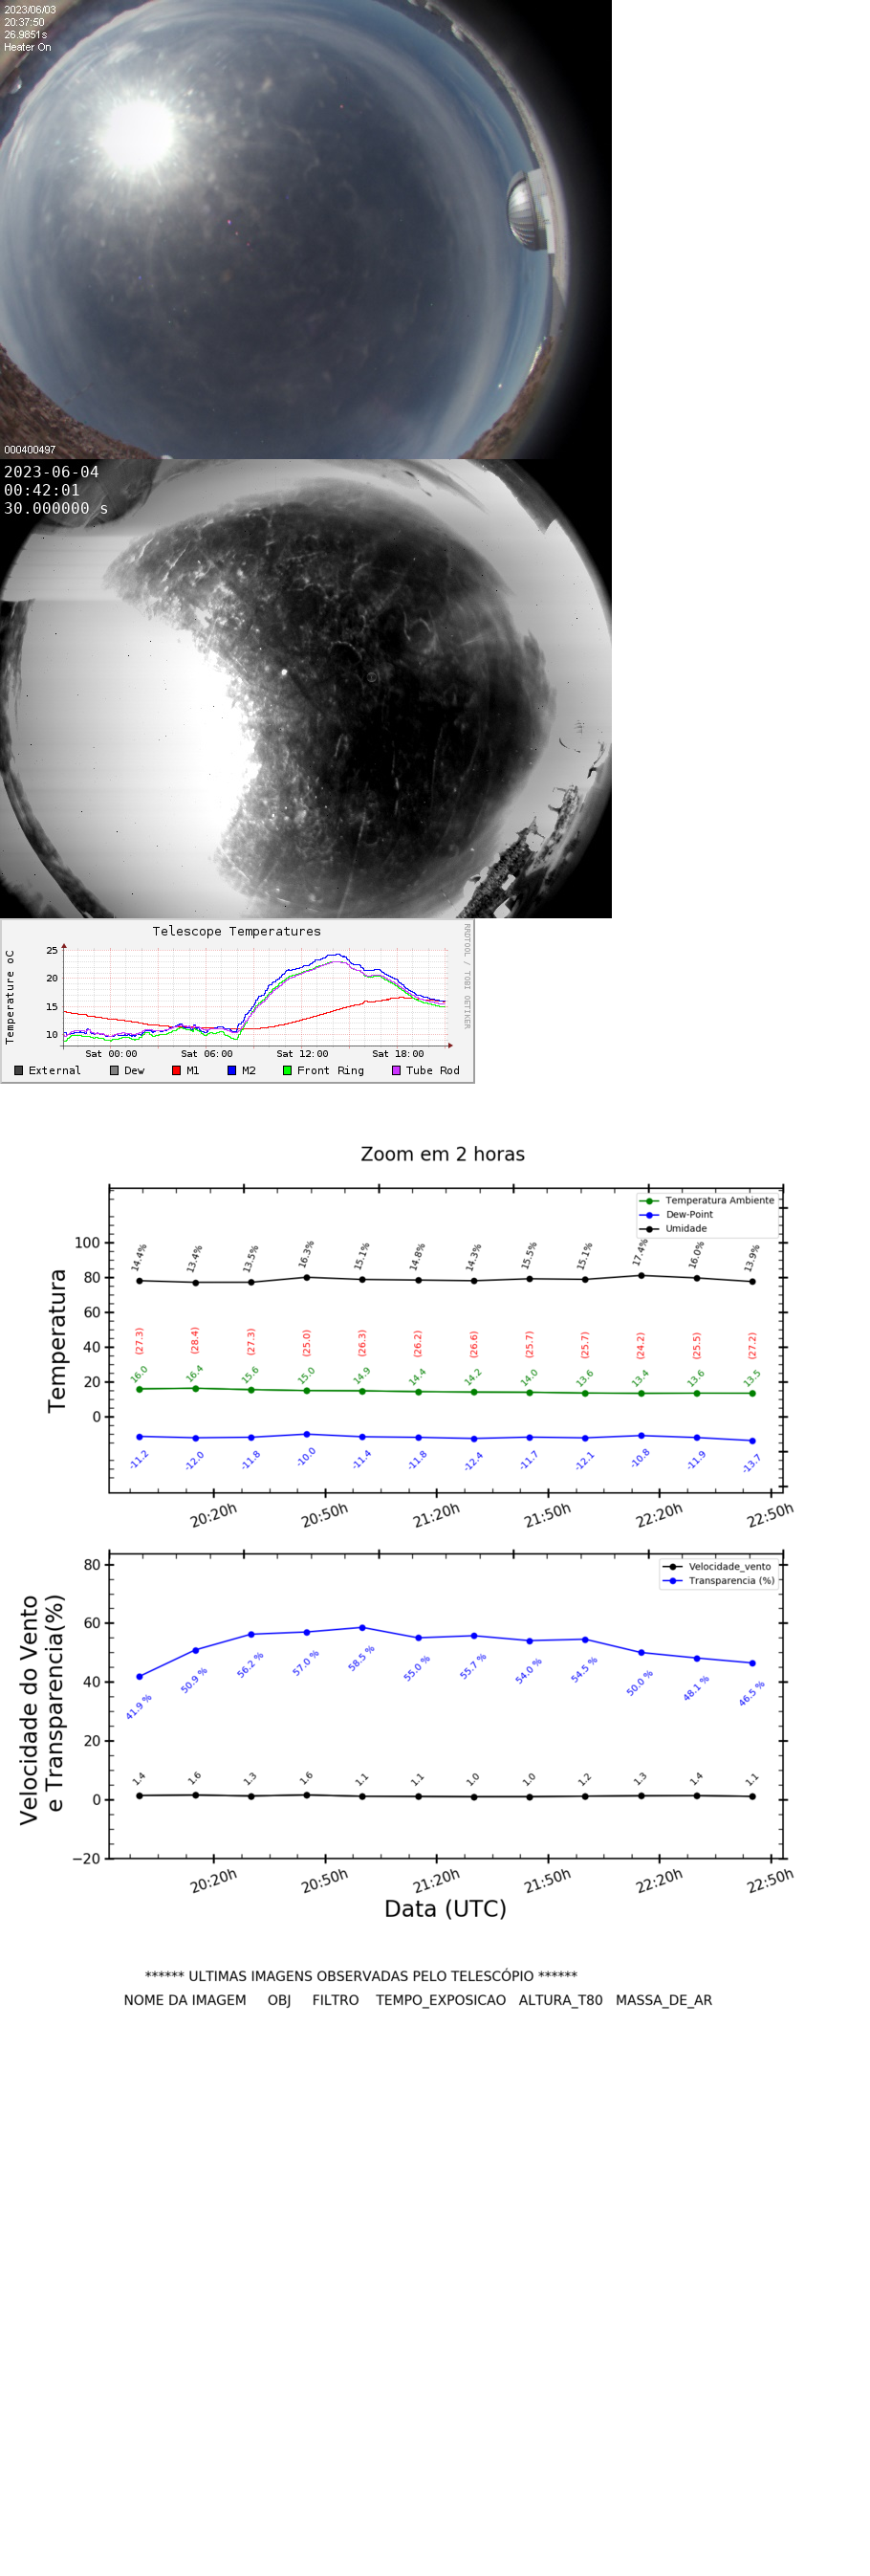 2023/06/03
20:37:50
26.9851s
Heater On
000400497
2023-06-04
00:42:01
30.000000 s
Telescope Temperatures
Temperature oC
25
20
15
10
Sat 00:00 Sat 06:00 Sat 12:00 Sat 18:00
External Dew M1 M2 Front Ring Tube Rod
RRDTOOL / TOBI OETIKER
Zoom em 2 horas
Temperatura
Temperatura Ambiente
Dew-Point
Umidade
100
80
60
40
20
0
14.4% 13.4% 13.5% 16.3% 15.1% 14.8% 14.3% 15.5% 15.1% 17.4% 16.0% 13.9%
(27.3) (28.4) (27.3) (25.0) (26.3) (26.2) (26.6) (25.7) (25.7) (24.2) (25.5) (27.2)
16.0 16.4 15.6 15.0 14.9 14.4 14.2 14.0 13.6 13.4 13.6 13.5
-11.2 -12.0 -11.8 -10.0 -11.4 -11.8 -12.4 -11.7 -12.1 -10.8 -11.9 -13.7
20:20h 20:50h 21:20h 21:50h 22:20h 22:50h
Velocidade do Vento
e Transparencia(%)
Velocidade_vento
Transparencia (%)
80
60
40
20
0
−20
41.9 % 50.9 % 56.2 % 57.0 % 58.5 % 55.0 % 55.7 % 54.0 % 54.5 % 50.0 % 48.1 % 46.5 %
1.4 1.6 1.3 1.6 1.1 1.1 1.0 1.0 1.2 1.3 1.4 1.1
20:20h 20:50h 21:20h 21:50h 22:20h 22:50h
Data (UTC)
****** ULTIMAS IMAGENS OBSERVADAS PELO TELESCÓPIO ******
NOME DA IMAGEM OBJ FILTRO TEMPO_EXPOSICAO ALTURA_T80 MASSA_DE_AR